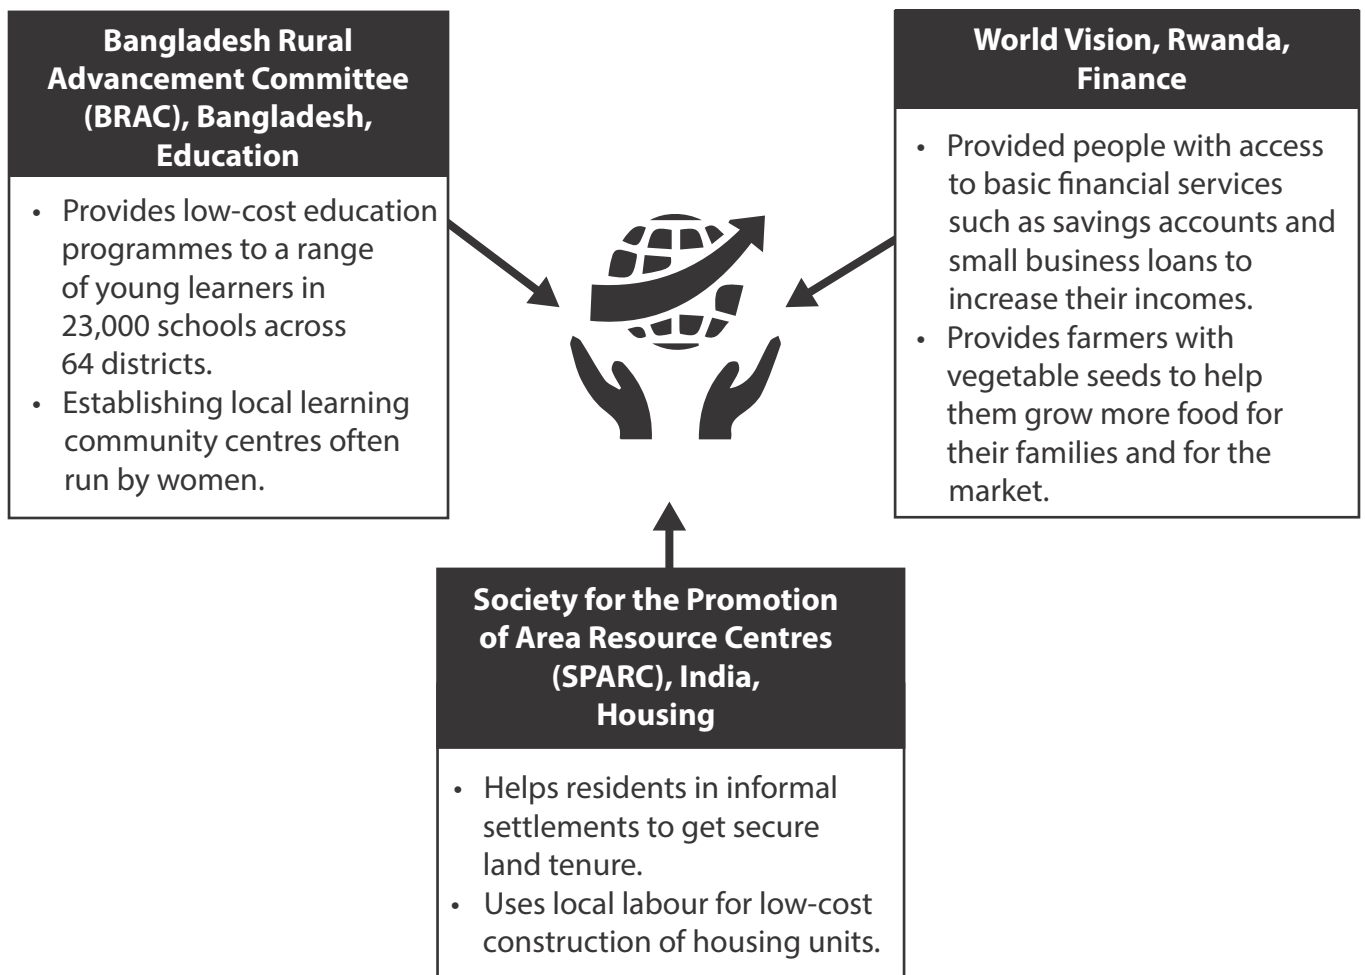 Bangladesh Rural
Advancement Committee
(BRAC), Bangladesh,
Education
• Provides low-cost education
programmes to a range
of young learners in
23,000 schools across
64 districts.
• Establishing local learning
community centres often
run by women.
World Vision, Rwanda,
Finance
• Provided people with access
to basic financial services
such as savings accounts and
small business loans to
increase their incomes.
• Provides farmers with
vegetable seeds to help
them grow more food for
their families and for the
market.
Society for the Promotion
of Area Resource Centres
(SPARC), India,
Housing
• Helps residents in informal
settlements to get secure
land tenure.
• Uses local labour for low-cost
construction of housing units.